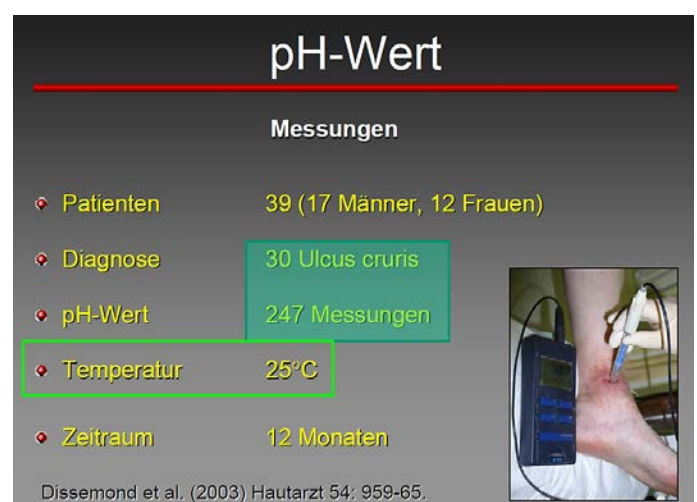 pH-Wert
Messungen
Patienten 39 (17 Männer, 12 Frauen)
Diagnose 30 Ulcus cruris
pH-Wert 247 Messungen
Temperatur 25°C
Zeitraum 12 Monaten
Dissemond et al. (2003) Hautarzt 54: 959-65.